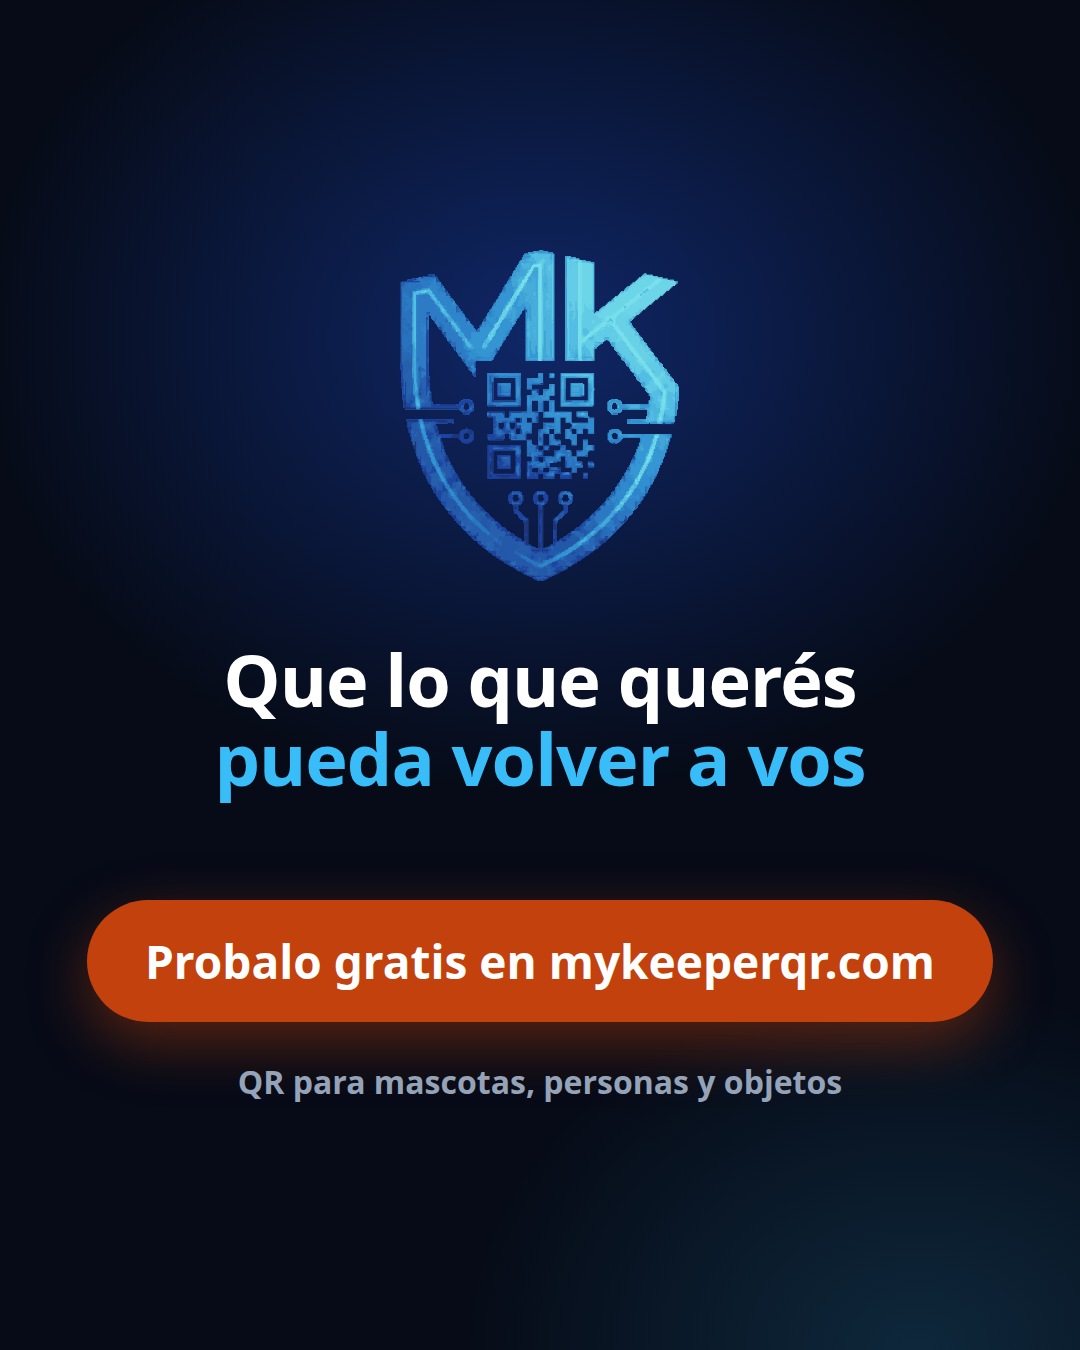 MK
Que lo que querés
pueda volver a vos
Probalo gratis en mykeeperqr.com
QR para mascotas, personas y objetos